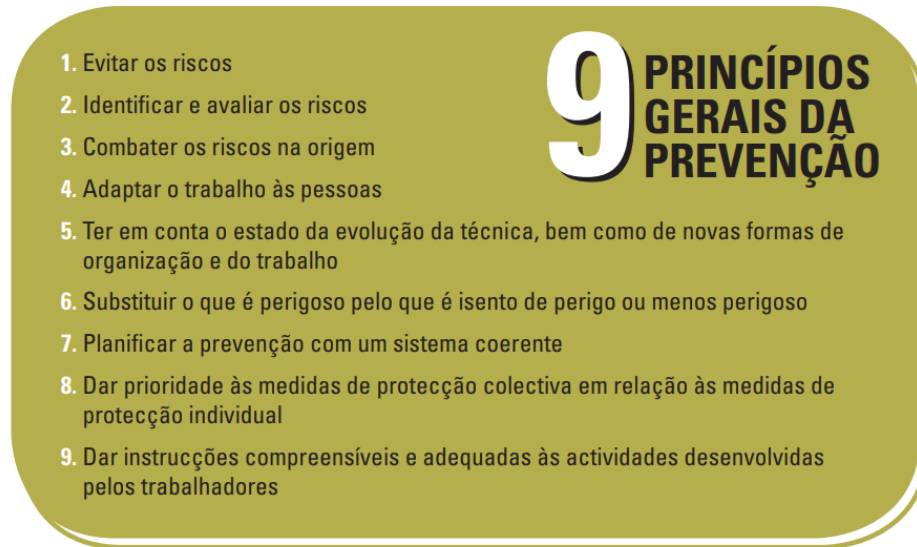 9 PRINCÍPIOS
GERAIS DA
PREVENÇÃO
1. Evitar os riscos
2. Identificar e avaliar os riscos
3. Combater os riscos na origem
4. Adaptar o trabalho às pessoas
5. Ter em conta o estado da evolução da técnica, bem como de novas formas de
organização e do trabalho
6. Substituir o que é perigoso pelo que é isento de perigo ou menos perigoso
7. Planificar a prevenção com um sistema coerente
8. Dar prioridade às medidas de protecção colectiva em relação às medidas de
protecção individual
9. Dar instrucções compreensíveis e adequadas às actividades desenvolvidas
pelos trabalhadores